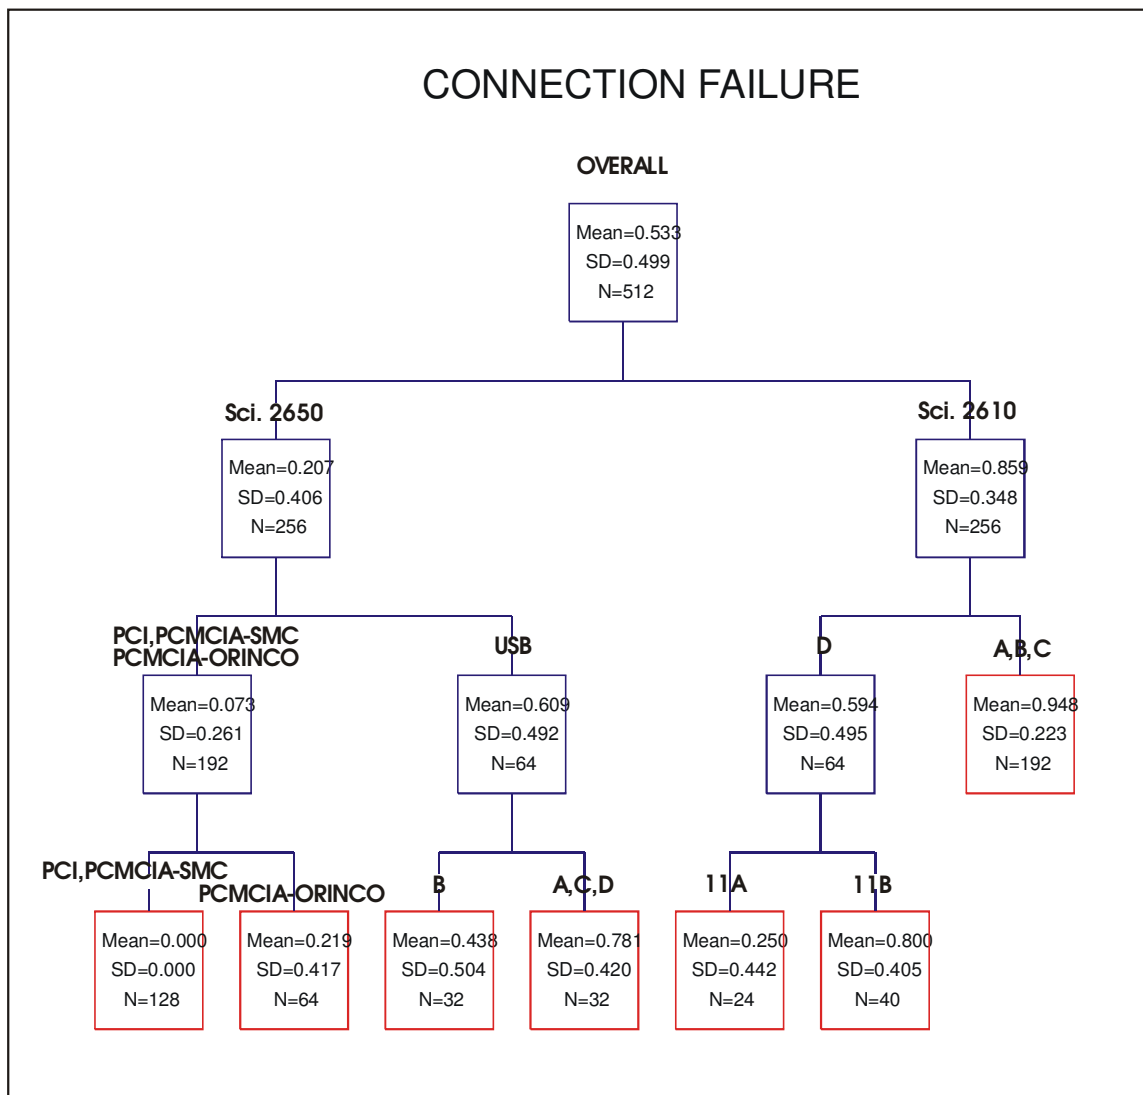 CONNECTION FAILURE
OVERALL
Mean=0.533
SD=0.499
N=512
Sci. 2650
Mean=0.207
SD=0.406
N=256
Sci. 2610
Mean=0.859
SD=0.348
N=256
PCI,PCMCIA-SMC
PCMCIA-ORINCO
Mean=0.073
SD=0.261
N=192
USB
Mean=0.609
SD=0.492
N=64
D
Mean=0.594
SD=0.495
N=64
A,B,C
Mean=0.948
SD=0.223
N=192
PCI,PCMCIA-SMC
Mean=0.000
SD=0.000
N=128
PCMCIA-ORINCO
Mean=0.219
SD=0.417
N=64
B
Mean=0.438
SD=0.504
N=32
A,C,D
Mean=0.781
SD=0.420
N=32
11A
Mean=0.250
SD=0.442
N=24
11B
Mean=0.800
SD=0.405
N=40